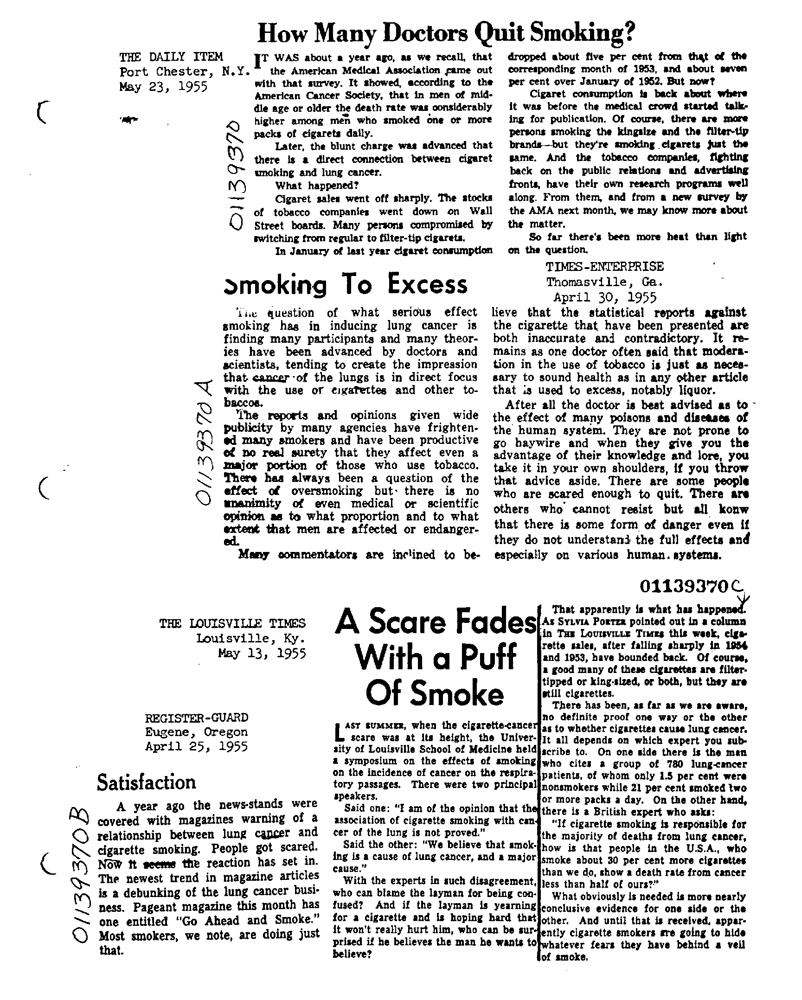 How Many Doctors Quit Smoking?
THE DAILY ITEM
Port Chester, N.Y.
May 23, 1955
01139370
IT WAS about a year ago, as we recall, that
the American Medical Association came out
with that survey. It showed, according to the
American Cancer Society, that in men of mid-
dle age or older the death rate was considerably
higher among men who smoked one or more
packs of cigarets daily.
Later, the blunt charge was advanced that
there is a direct connection between cigaret
smoking and lung cancer.
What happened?
Cigaret sales went off sharply. The stocks
of tobacco companies went down on Wall
Street boards. Many persons compromised by
switching from regular to filter-tip cigarets.
In January of last year cigaret consumption
dropped about five per cent from that of the
corresponding month of 1953, and about seven
per cent over January of 1952. But now?
Cigaret consumption is back about where
it was before the medical crowd started talk-
ing for publication. Of course, there are more
persons smoking the kingsize and the filter-tip
brands—but they're smoking cigarets just the
same. And the tobacco companies, fighting
back on the public relations and advertising
fronts, have their own research programs well
along. From them, and from a new survey by
the AMA next month, we may know more about
the matter.
So far there's been more heat than light
on the question.
TIMES-ENTERPRISE
Thomasville, Ga.
April 30, 1955
Smoking To Excess
01139370A
The question of what serious effect
smoking has in inducing lung cancer is
finding many participants and many theor-
ies have been advanced by doctors and
scientists, tending to create the impression
that cancer of the lungs is in direct focus
with the use or cigarettes and other to-
baccos.
The reports and opinions given wide
publicity by many agencies have frighten-
ed many smokers and have been productive
of no real surety that they affect even a
major portion of those who use tobacco.
There has always been a question of the
effect of oversmoking but there is no
unanimity of even medical or scientific
opinion as to what proportion and to what
extent that men are affected or endanger-
ed.
Many commentators are inclined to be-
lieve that the statistical reports against
the cigarette that have been presented are
both inaccurate and contradictory. It re-
mains as one doctor often said that modera-
tion in the use of tobacco is just as neces-
sary to sound health as in any other article
that is used to excess, notably liquor.
After all the doctor is best advised as to
the effect of many poisons and diseases of
the human system. They are not prone to
go haywire and when they give you the
advantage of their knowledge and lore, you
take it in your own shoulders, if you throw
that advice aside. There are some people
who are scared enough to quit. There are
others who cannot resist but all konw
that there is some form of danger even if
they do not understand the full effects and
especially on various human systems.
01139370C
THE LOUISVILLE TIMES
Louisville, Ky.
May 13, 1955
A Scare Fades
With a Puff
Of Smoke
LAST SUMMER, when the cigarette-cancer
scare was at its height, the Univer-
sity of Louisville School of Medicine held
a symposium on the effects of smoking
on the incidence of cancer on the respira-
tory passages. There were two principal
speakers.
Said one: "I am of the opinion that the
association of cigarette smoking with can-
cer of the lung is not proved."
Said the other: "We believe that smok-
ing is a cause of lung cancer, and a major
cause."
With the experts in such disagreement,
who can blame the layman for being con-
fused? And if the layman is yearning
for a cigarette and is hoping hard that
it won't really hurt him, who can be sur-
prised if he believes the man he wants to
believe?
That apparently is what has happened.
As SYLVIA PORTER pointed out in a column
in THE LOUISVILLE TIMES this week, ciga-
rette sales, after falling sharply in 1954
and 1953, have bounded back. Of course,
a good many of these cigarettes are filter-
tipped or king-sized, or both, but they are
still cigarettes.
There has been, as far as we are aware,
no definite proof one way or the other
as to whether cigarettes cause lung cancer.
It all depends on which expert you sub-
scribe to. On one side there is the man
who cites a group of 780 lung-cancer
patients, of whom only 1.5 per cent were
nonsmokers while 21 per cent smoked two
or more packs a day. On the other hand,
there is a British expert who asks:
"If cigarette smoking is responsible for
the majority of deaths from lung cancer,
how is that people in the U.S.A., who
smoke about 30 per cent more cigarettes
than we do, show a death rate from cancer
less than half of ours?"
What obviously is needed is more nearly
conclusive evidence for one side or the
other. And until that is received, appar-
ently cigarette smokers are going to hide
whatever fears they have behind a veil
of smoke.
REGISTER-GUARD
Eugene, Oregon
April 25, 1955
Satisfaction
01139370B
A year ago the news-stands were
covered with magazines warning of a
relationship between lung cancer and
cigarette smoking. People got scared.
Now it seems the reaction has set in.
The newest trend in magazine articles
is a debunking of the lung cancer busi-
ness. Pageant magazine this month has
one entitled "Go Ahead and Smoke."
Most smokers, we note, are doing just
that.